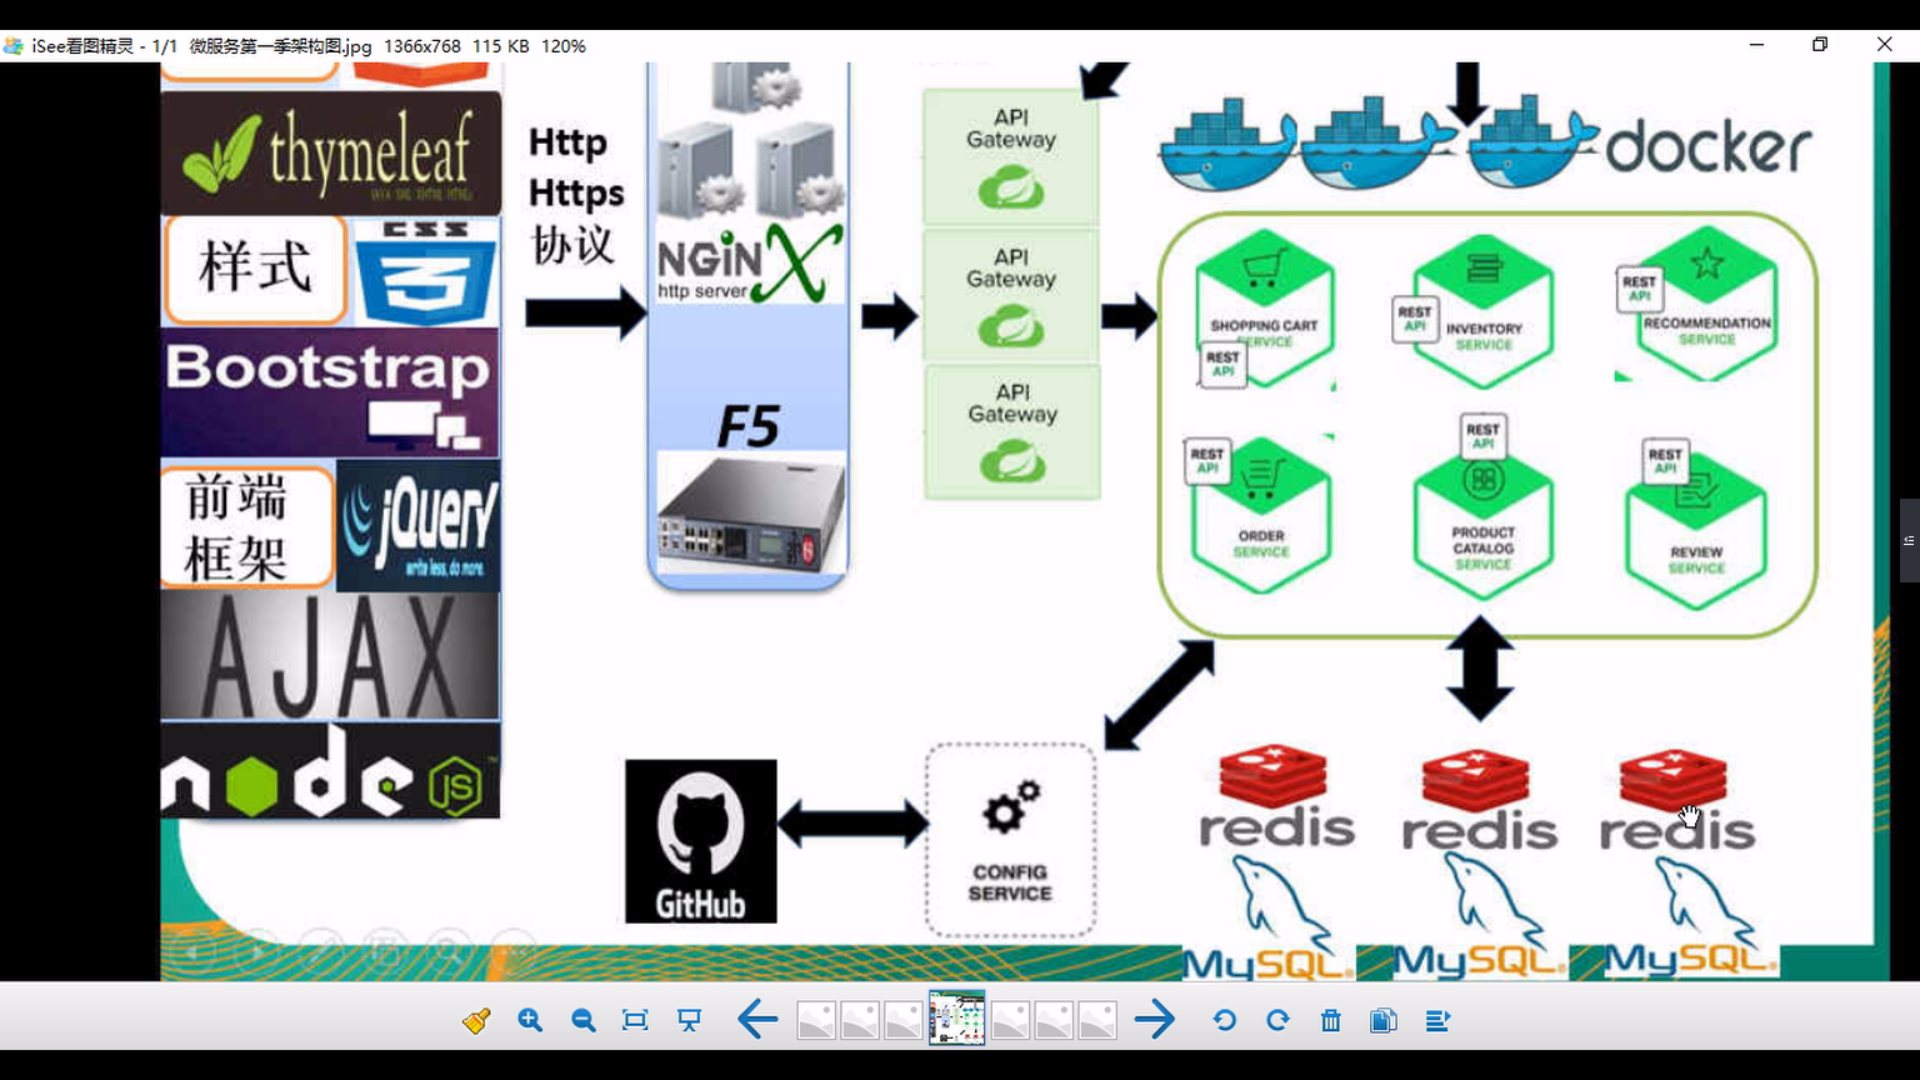 iSee看图精灵 - 1/1 微服务第一季架构图.jpg 1366x768 115 KB 120%
thymeleaf
样式
CSS
3
Bootstrap
前端
框架
jQuery
write less, do more.
AJAX
node
JS
Http
Https
协议
NGiNX
http server
F5
API
Gateway
API
Gateway
API
Gateway
docker
SHOPPING CART
SERVICE
REST
API
REST
API
INVENTORY
SERVICE
REST
API
RECOMMENDATION
SERVICE
REST
API
ORDER
SERVICE
REST
API
PRODUCT
CATALOG
SERVICE
REST
API
REVIEW
SERVICE
GitHub
CONFIG
SERVICE
redis
redis
redis
MySQL
MySQL
MySQL